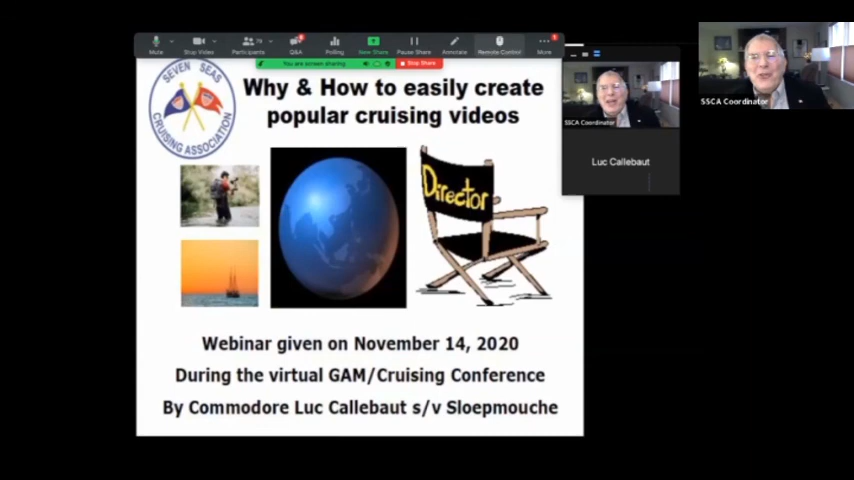 Mute
Stop Video
Participants
79
Q&A
Polling
New Share
Pause Share
Annotate
Remote Control
More
You are screen sharing
Stop Share
SEVEN SEAS
CRUISING ASSOCIATION
Why & How to easily create
popular cruising videos
Director
Webinar given on November 14, 2020
During the virtual GAM/Cruising Conference
By Commodore Luc Callebaut s/v Sloepmouche
SSCA Coordinator
Luc Callebaut
SSCA Coordinator